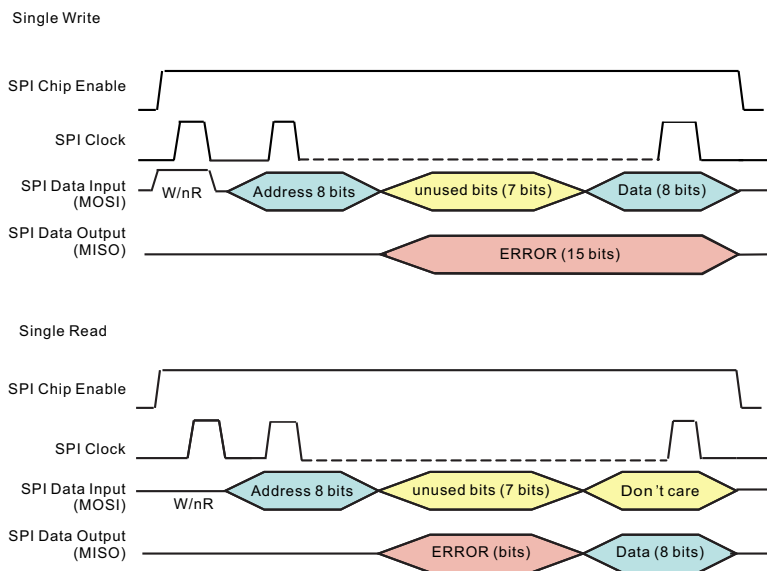 Single Write
SPI Chip Enable
SPI Clock
SPI Data Input
(MOSI)
W/nR
Address 8 bits
unused bits (7 bits)
Data (8 bits)
SPI Data Output
(MISO)
ERROR (15 bits)
Single Read
SPI Chip Enable
SPI Clock
SPI Data Input
(MOSI)
W/nR
Address 8 bits
unused bits (7 bits)
Don't care
SPI Data Output
(MISO)
ERROR (bits)
Data (8 bits)